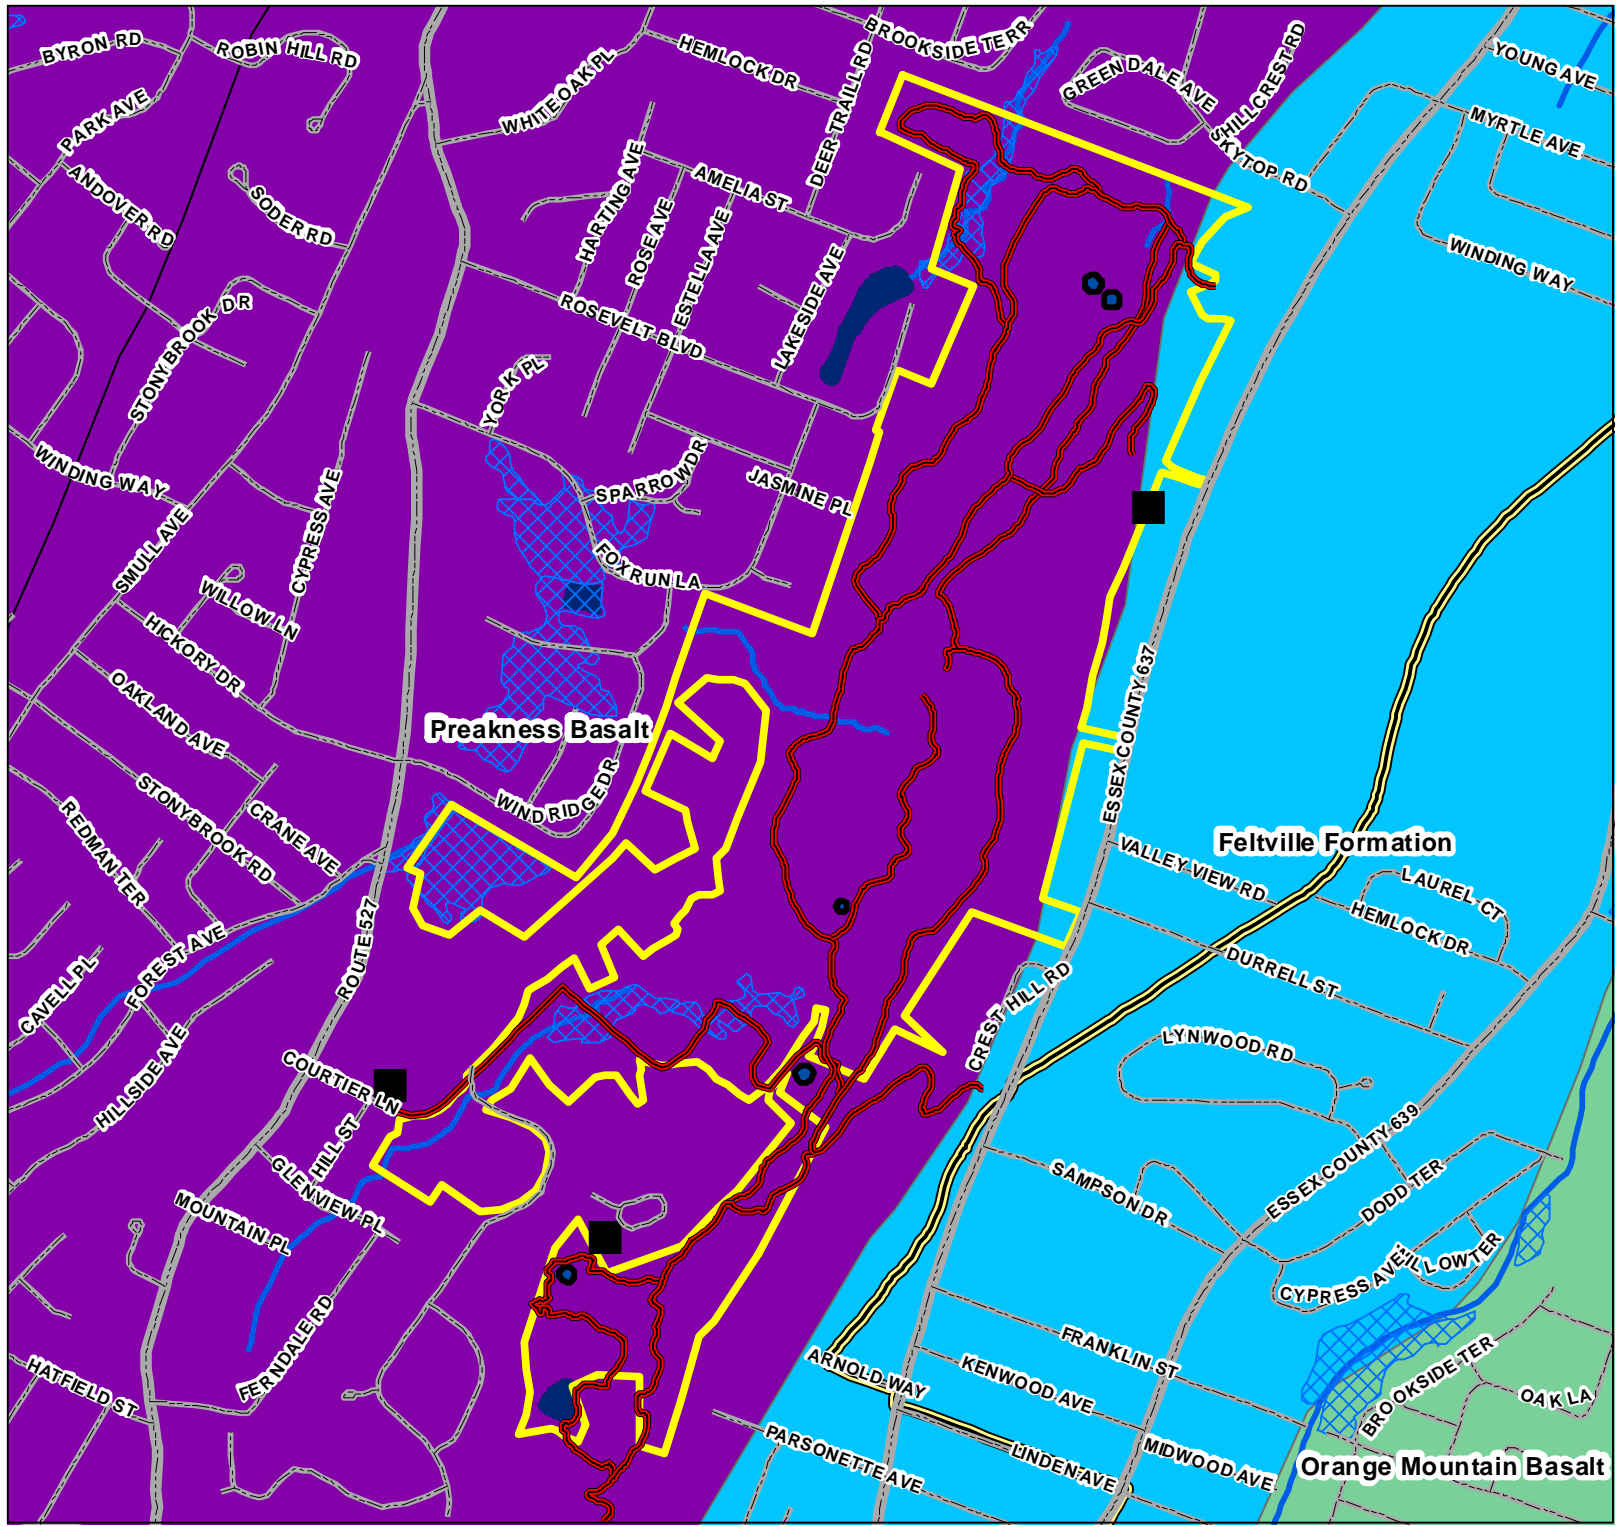 BYRON RD
ROBIN HILL RD
WHITE OAK PL
HEMLOCK DR
BROOKSIDE TERR
GREEN DALE AVE
SHILLCREST RD
YOUNG AVE
PARK AVE
DEER TRAIL RD
MYRTLE AVE
SKYTOP RD
ANDOVER RD
SODER RD
HARTING AVE
AMELIA ST
ROSE AVE
ESTELLA AVE
LAKESIDE AVE
WINDING WAY
STONY BROOK DR
ROSEVELT BLVD
YORK PL
WINDING WAY
SPARROW DR
JASMINE PL
CYPRESS AVE
SMULL AVE
FOX RUN LA
WILLOW LN
HICKORY DR
OAKLAND AVE
Preakness Basalt
ESSEX COUNTY 637
WINDRIDGE DR
STONYBROOK RD
CRANE AVE
REDMAN TER
Feltville Formation
VALLEY VIEW RD
LAUREL CT
HEMLOCK DR
ROUTE 527
FOREST AVE
CAVELL PL
DURRELL ST
CREST HILL RD
HILLSIDE AVE
COURTIER LN
LYNWOOD RD
HILL ST
GLENVIEW PL
MOUNTAIN PL
ESSEX COUNTY 639
SAMPSON DR
DODD TER
WILLOW TER
CYPRESS AVE
FERNDALE RD
HATFIELD ST
ARNOLD WAY
FRANKLIN ST
KENWOOD AVE
BROOKSIDE TER
OAK LA
PARSONETTE AVE
LINDEN AVE
MIDWOOD AVE
Orange Mountain Basalt